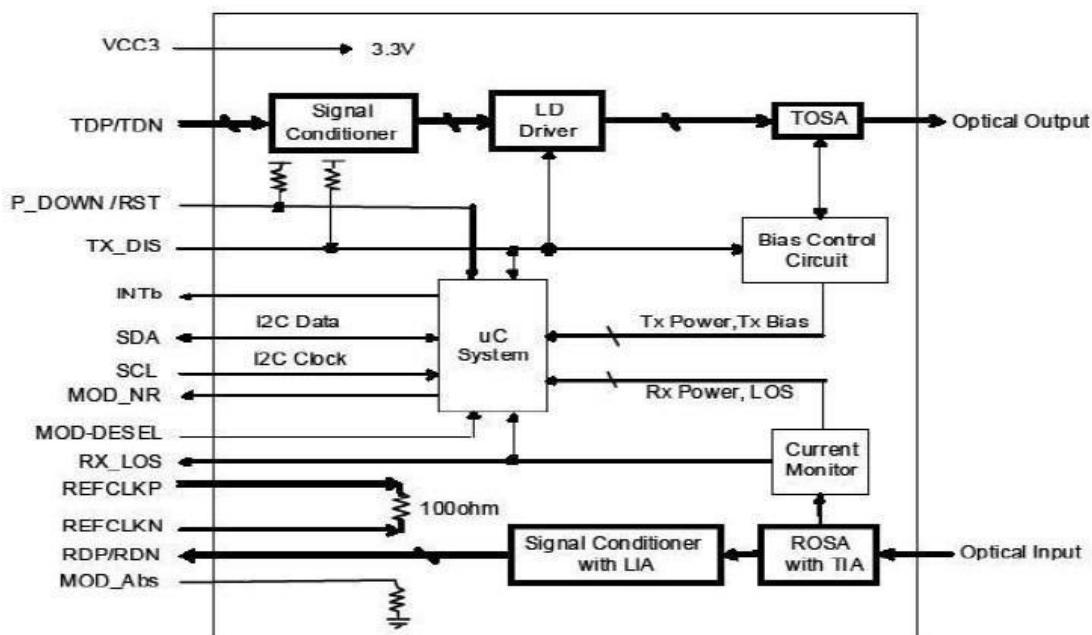 VCC3
3.3V
TDP/TDN
Signal
Conditioner
LD
Driver
TOSA
Optical Output
P_DOWN /RST
TX_DIS
Bias Control
Circuit
INTb
SDA
I2C Data
uC
System
Tx Power,Tx Bias
SCL
I2C Clock
MOD_NR
Rx Power, LOS
MOD-DESEL
RX_LOS
Current
Monitor
REFCLKP
100ohm
REFCLKN
RDP/RDN
Signal Conditioner
with LIA
ROSA
with TIA
Optical Input
MOD_Abs